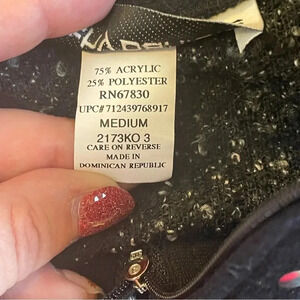 75% ACRYLIC
25% POLYESTER
RN67830
UPC#712439768917
MEDIUM
2173KO 3
CARE ON REVERSE
MADE IN
DOMINICAN REPUBLIC